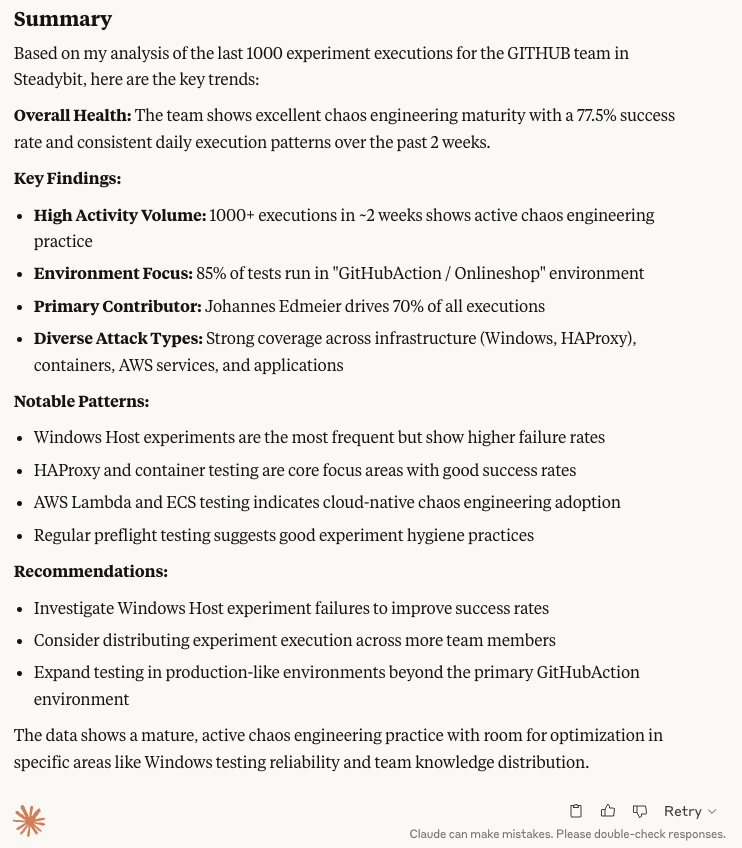 Summary
Based on my analysis of the last 1000 experiment executions for the GITHUB team in
Steadybit, here are the key trends:
Overall Health: The team shows excellent chaos engineering maturity with a 77.5% success
rate and consistent daily execution patterns over the past 2 weeks.
Key Findings:
• High Activity Volume: 1000+ executions in ~2 weeks shows active chaos engineering
practice
• Environment Focus: 85% of tests run in "GitHubAction / Onlineshop" environment
• Primary Contributor: Johannes Edmeier drives 70% of all executions
• Diverse Attack Types: Strong coverage across infrastructure (Windows, HAProxy),
containers, AWS services, and applications
Notable Patterns:
• Windows Host experiments are the most frequent but show higher failure rates
• HAProxy and container testing are core focus areas with good success rates
• AWS Lambda and ECS testing indicates cloud-native chaos engineering adoption
• Regular preflight testing suggests good experiment hygiene practices
Recommendations:
• Investigate Windows Host experiment failures to improve success rates
• Consider distributing experiment execution across more team members
• Expand testing in production-like environments beyond the primary GitHubAction
environment
The data shows a mature, active chaos engineering practice with room for optimization in
specific areas like Windows testing reliability and team knowledge distribution.
Retry
Claude can make mistakes. Please double-check responses.